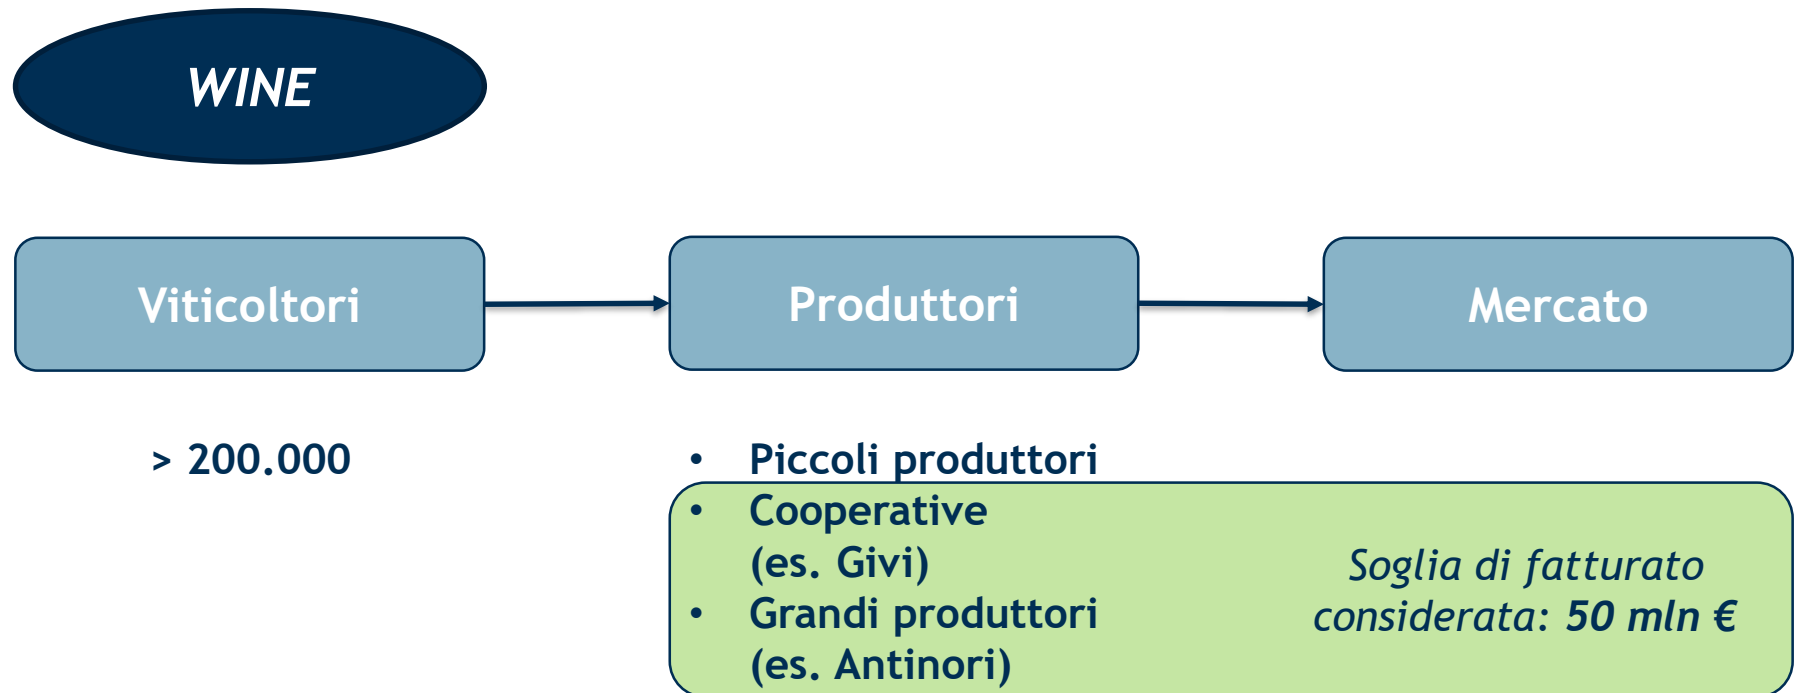 WINE
Viticoltori
Produttori
Mercato
> 200.000
• Piccoli produttori
• Cooperative
(es. Givi)
• Grandi produttori
(es. Antinori)
Soglia di fatturato
considerata: 50 mln €